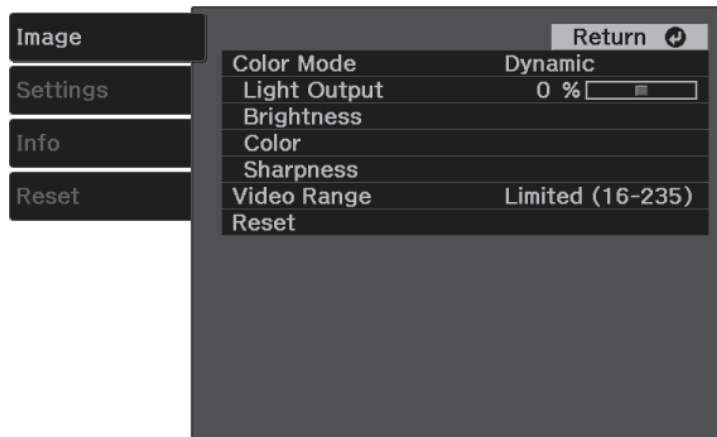 Image
Settings
Info
Reset
Return
Color Mode Dynamic
Light Output 0 %
Brightness
Color
Sharpness
Video Range Limited (16-235)
Reset